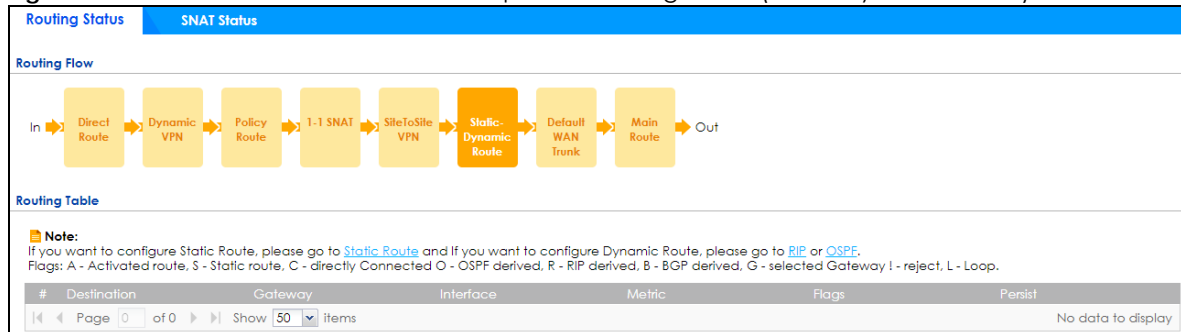 Routing Status SNAT Status
Routing Flow
In Direct Route Dynamic VPN Policy Route 1-1 SNAT SiteToSite VPN Static-Dynamic Route Default WAN Trunk Main Route Out
Routing Table
Note:
If you want to configure Static Route, please go to Static Route and If you want to configure Dynamic Route, please go to RIP or OSPF.
Flags: A - Activated route, S - Static route, C - directly Connected O - OSPF derived, R - RIP derived, B - BGP derived, G - selected Gateway ! - reject, L - Loop.
# Destination Gateway Interface Metric Flags Persist
Page 0 of 0 Show 50 items No data to display